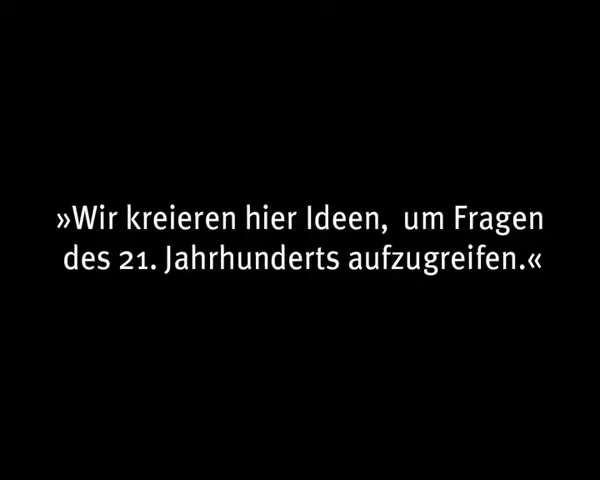 »Wir kreieren hier Ideen,  um Fragen
des 21. Jahrhunderts aufzugreifen.«